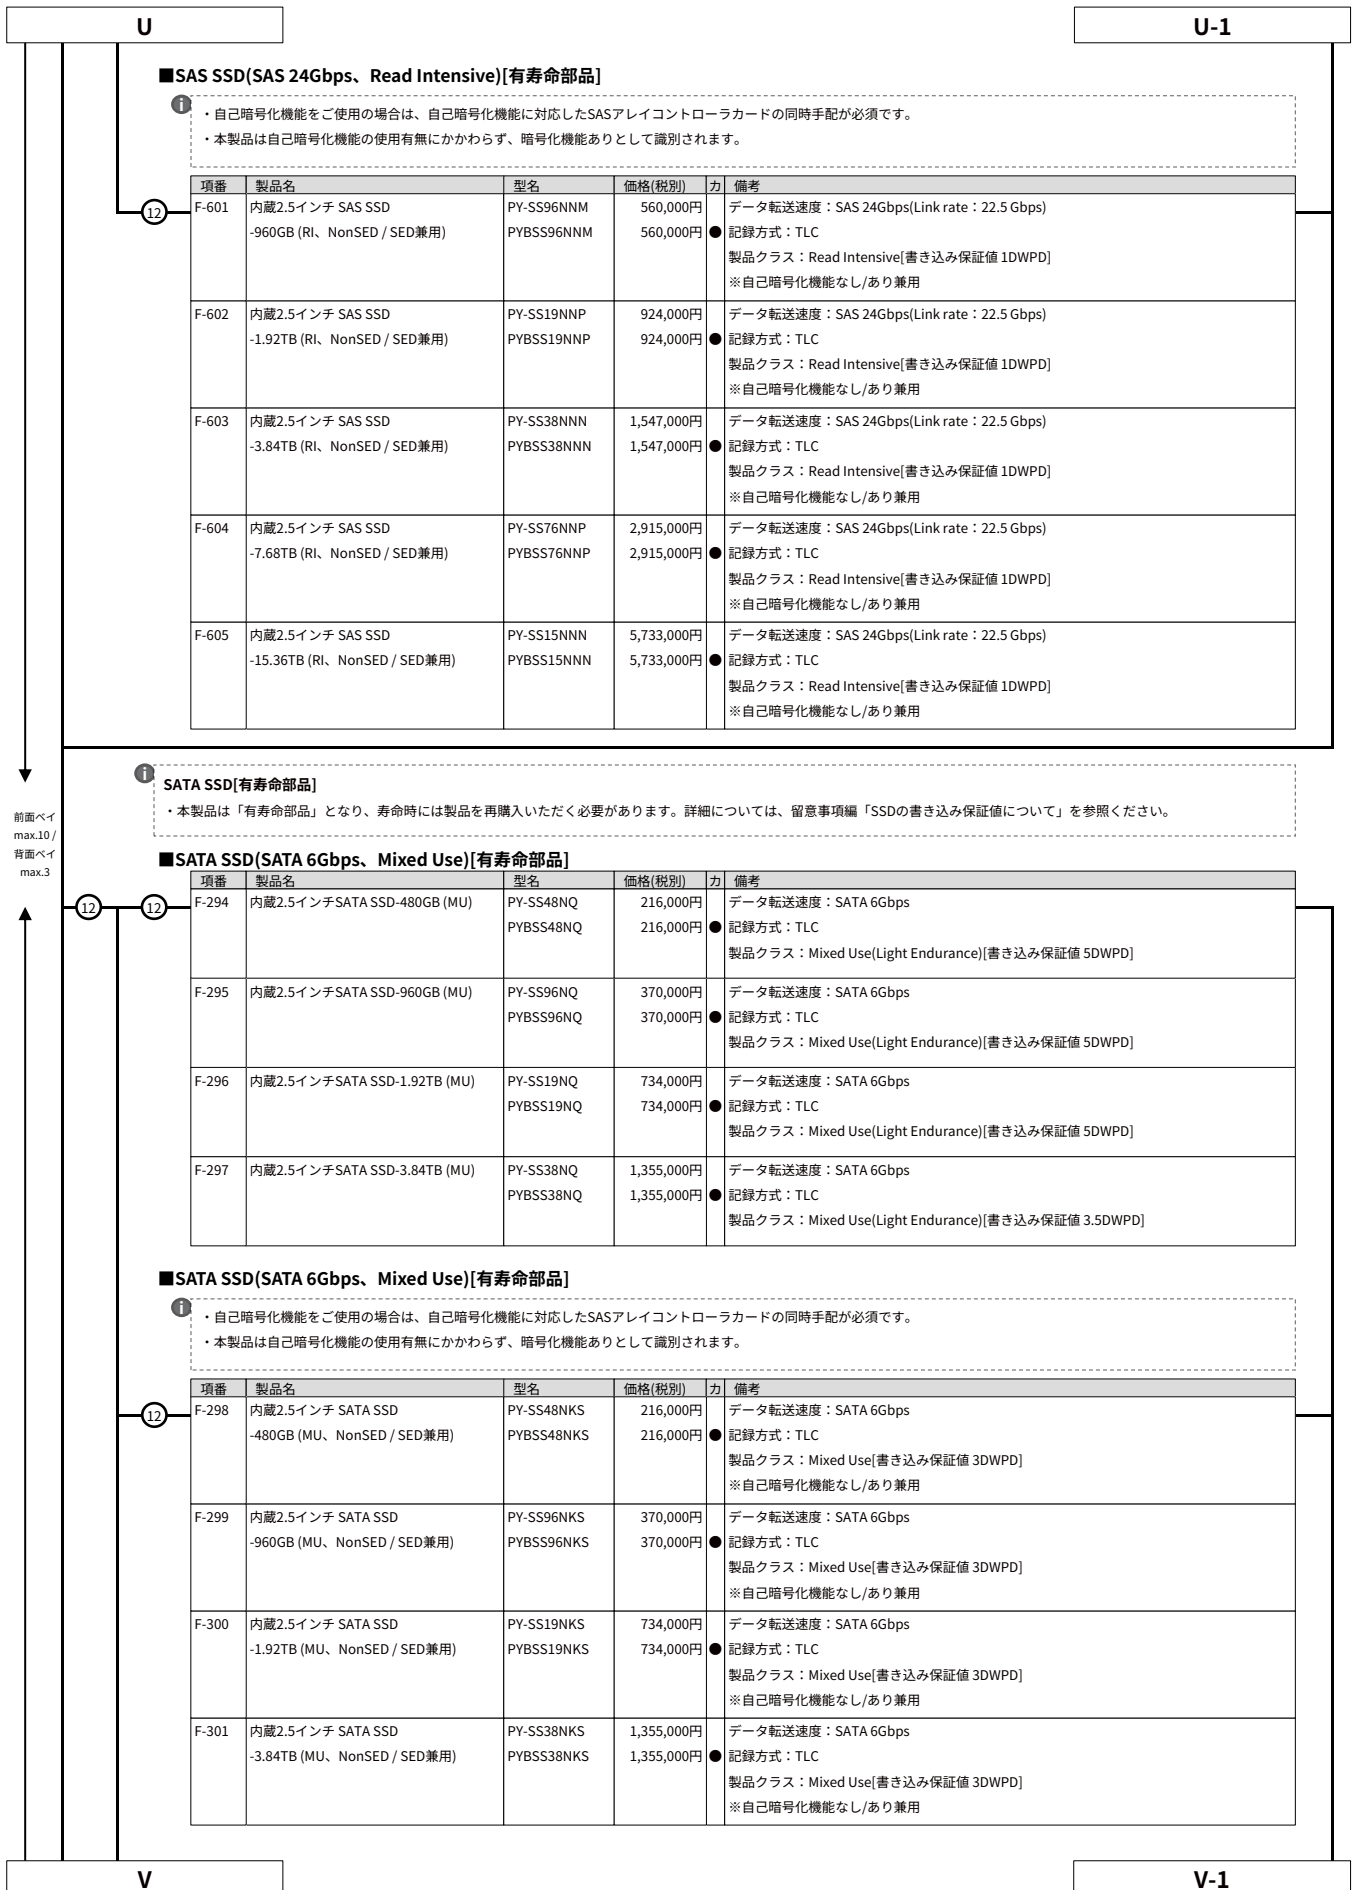 U
U-1
■SAS SSD(SAS 24Gbps、Read Intensive)[有寿命部品]
i
・自己暗号化機能をご使用の場合は、自己暗号化機能に対応したSASアレイコントローラカードの同時手配が必須です。
・本製品は自己暗号化機能の使用有無にかかわらず、暗号化機能ありとして識別されます。
項番 製品名 型名 価格(税別) カ 備考
12
F-601 内蔵2.5インチ SAS SSD PY-SS96NNM 560,000円 データ転送速度：SAS 24Gbps(Link rate：22.5 Gbps)
-960GB (RI、NonSED / SED兼用) PYBSS96NNM 560,000円 ● 記録方式：TLC
製品クラス：Read Intensive[書き込み保証値 1DWPD]
※自己暗号化機能なし/あり兼用
F-602 内蔵2.5インチ SAS SSD PY-SS19NNP 924,000円 データ転送速度：SAS 24Gbps(Link rate：22.5 Gbps)
-1.92TB (RI、NonSED / SED兼用) PYBSS19NNP 924,000円 ● 記録方式：TLC
製品クラス：Read Intensive[書き込み保証値 1DWPD]
※自己暗号化機能なし/あり兼用
F-603 内蔵2.5インチ SAS SSD PY-SS38NNN 1,547,000円 データ転送速度：SAS 24Gbps(Link rate：22.5 Gbps)
-3.84TB (RI、NonSED / SED兼用) PYBSS38NNN 1,547,000円 ● 記録方式：TLC
製品クラス：Read Intensive[書き込み保証値 1DWPD]
※自己暗号化機能なし/あり兼用
F-604 内蔵2.5インチ SAS SSD PY-SS76NNP 2,915,000円 データ転送速度：SAS 24Gbps(Link rate：22.5 Gbps)
-7.68TB (RI、NonSED / SED兼用) PYBSS76NNP 2,915,000円 ● 記録方式：TLC
製品クラス：Read Intensive[書き込み保証値 1DWPD]
※自己暗号化機能なし/あり兼用
F-605 内蔵2.5インチ SAS SSD PY-SS15NNN 5,733,000円 データ転送速度：SAS 24Gbps(Link rate：22.5 Gbps)
-15.36TB (RI、NonSED / SED兼用) PYBSS15NNN 5,733,000円 ● 記録方式：TLC
製品クラス：Read Intensive[書き込み保証値 1DWPD]
※自己暗号化機能なし/あり兼用
i
SATA SSD[有寿命部品]
・本製品は「有寿命部品」となり、寿命時には製品を再購入いただく必要があります。詳細については、留意事項編「SSDの書き込み保証値について」を参照ください。
前面ベイ
max.10 /
背面ベイ
max.3
■SATA SSD(SATA 6Gbps、Mixed Use)[有寿命部品]
項番 製品名 型名 価格(税別) カ 備考
12 12
F-294 内蔵2.5インチSATA SSD-480GB (MU) PY-SS48NQ 216,000円 データ転送速度：SATA 6Gbps
PYBSS48NQ 216,000円 ● 記録方式：TLC
製品クラス：Mixed Use(Light Endurance)[書き込み保証値 5DWPD]
F-295 内蔵2.5インチSATA SSD-960GB (MU) PY-SS96NQ 370,000円 データ転送速度：SATA 6Gbps
PYBSS96NQ 370,000円 ● 記録方式：TLC
製品クラス：Mixed Use(Light Endurance)[書き込み保証値 5DWPD]
F-296 内蔵2.5インチSATA SSD-1.92TB (MU) PY-SS19NQ 734,000円 データ転送速度：SATA 6Gbps
PYBSS19NQ 734,000円 ● 記録方式：TLC
製品クラス：Mixed Use(Light Endurance)[書き込み保証値 5DWPD]
F-297 内蔵2.5インチSATA SSD-3.84TB (MU) PY-SS38NQ 1,355,000円 データ転送速度：SATA 6Gbps
PYBSS38NQ 1,355,000円 ● 記録方式：TLC
製品クラス：Mixed Use(Light Endurance)[書き込み保証値 3.5DWPD]
■SATA SSD(SATA 6Gbps、Mixed Use)[有寿命部品]
i
・自己暗号化機能をご使用の場合は、自己暗号化機能に対応したSASアレイコントローラカードの同時手配が必須です。
・本製品は自己暗号化機能の使用有無にかかわらず、暗号化機能ありとして識別されます。
項番 製品名 型名 価格(税別) カ 備考
12
F-298 内蔵2.5インチ SATA SSD PY-SS48NKS 216,000円 データ転送速度：SATA 6Gbps
-480GB (MU、NonSED / SED兼用) PYBSS48NKS 216,000円 ● 記録方式：TLC
製品クラス：Mixed Use[書き込み保証値 3DWPD]
※自己暗号化機能なし/あり兼用
F-299 内蔵2.5インチ SATA SSD PY-SS96NKS 370,000円 データ転送速度：SATA 6Gbps
-960GB (MU、NonSED / SED兼用) PYBSS96NKS 370,000円 ● 記録方式：TLC
製品クラス：Mixed Use[書き込み保証値 3DWPD]
※自己暗号化機能なし/あり兼用
F-300 内蔵2.5インチ SATA SSD PY-SS19NKS 734,000円 データ転送速度：SATA 6Gbps
-1.92TB (MU、NonSED / SED兼用) PYBSS19NKS 734,000円 ● 記録方式：TLC
製品クラス：Mixed Use[書き込み保証値 3DWPD]
※自己暗号化機能なし/あり兼用
F-301 内蔵2.5インチ SATA SSD PY-SS38NKS 1,355,000円 データ転送速度：SATA 6Gbps
-3.84TB (MU、NonSED / SED兼用) PYBSS38NKS 1,355,000円 ● 記録方式：TLC
製品クラス：Mixed Use[書き込み保証値 3DWPD]
※自己暗号化機能なし/あり兼用
V
V-1